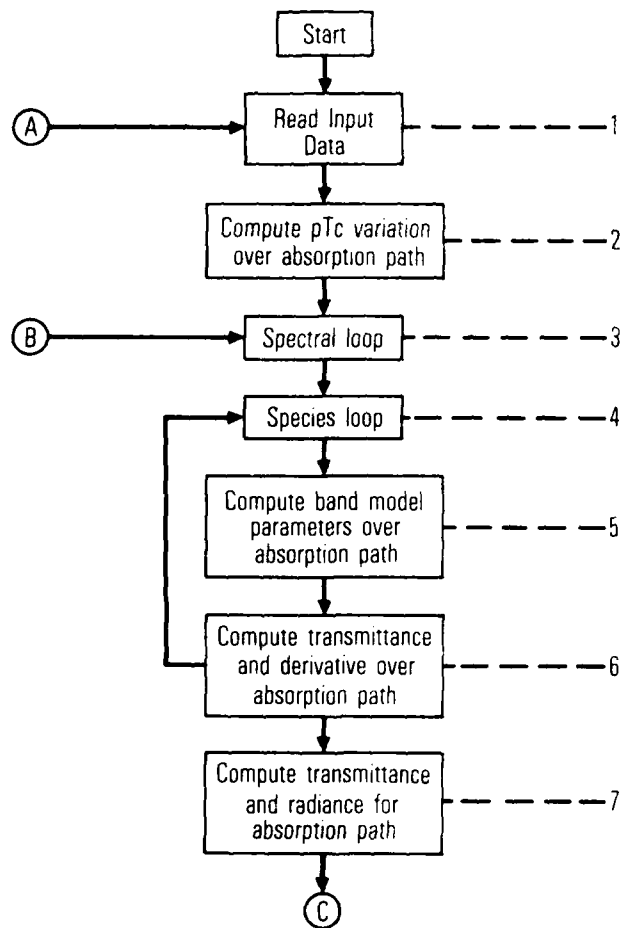 Start
A
Read Input
Data
1
Compute pTc variation
over absorption path
2
B
Spectral loop
3
Species loop
4
Compute band model
parameters over
absorption path
5
Compute transmittance
and derivative over
absorption path
6
Compute transmittance
and radiance for
absorption path
7
C